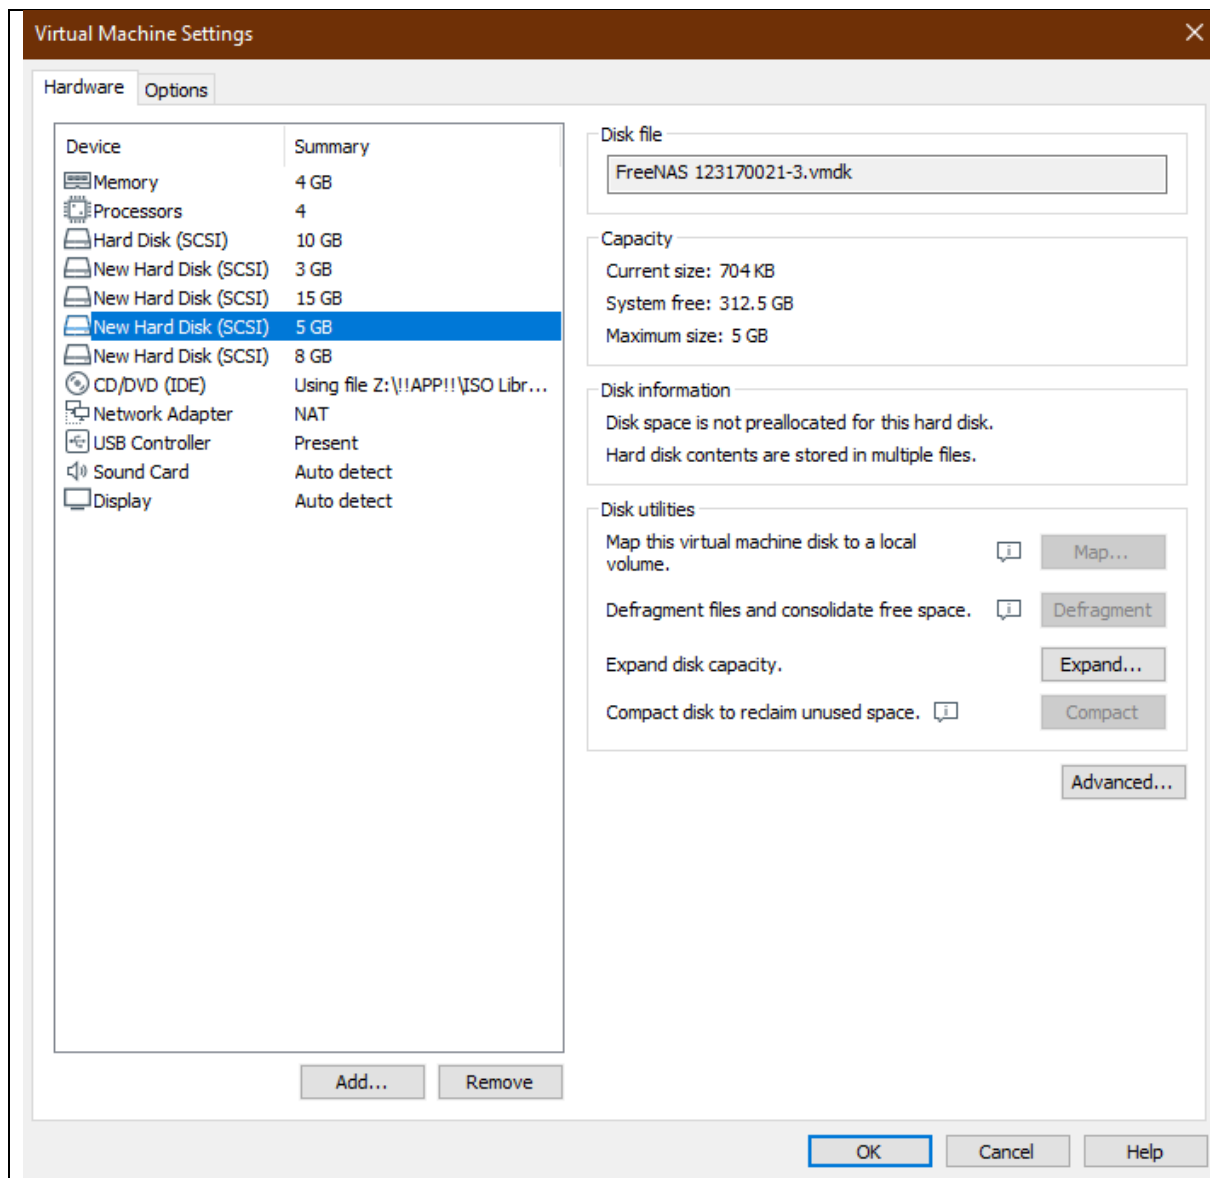 Virtual Machine Settings
Hardware
Options
Device Summary
Memory 4 GB
Processors 4
Hard Disk (SCSI) 10 GB
New Hard Disk (SCSI) 3 GB
New Hard Disk (SCSI) 15 GB
New Hard Disk (SCSI) 5 GB
New Hard Disk (SCSI) 8 GB
CD/DVD (IDE) Using file Z:\!!APP!!\ISO Libr...
Network Adapter NAT
USB Controller Present
Sound Card Auto detect
Display Auto detect
Add...
Remove
Disk file
FreeNAS 123170021-3.vmdk
Capacity
Current size: 704 KB
System free: 312.5 GB
Maximum size: 5 GB
Disk information
Disk space is not preallocated for this hard disk.
Hard disk contents are stored in multiple files.
Disk utilities
Map this virtual machine disk to a local
volume.
Map...
Defragment files and consolidate free space.
Defragment
Expand disk capacity.
Expand...
Compact disk to reclaim unused space.
Compact
Advanced...
OK
Cancel
Help